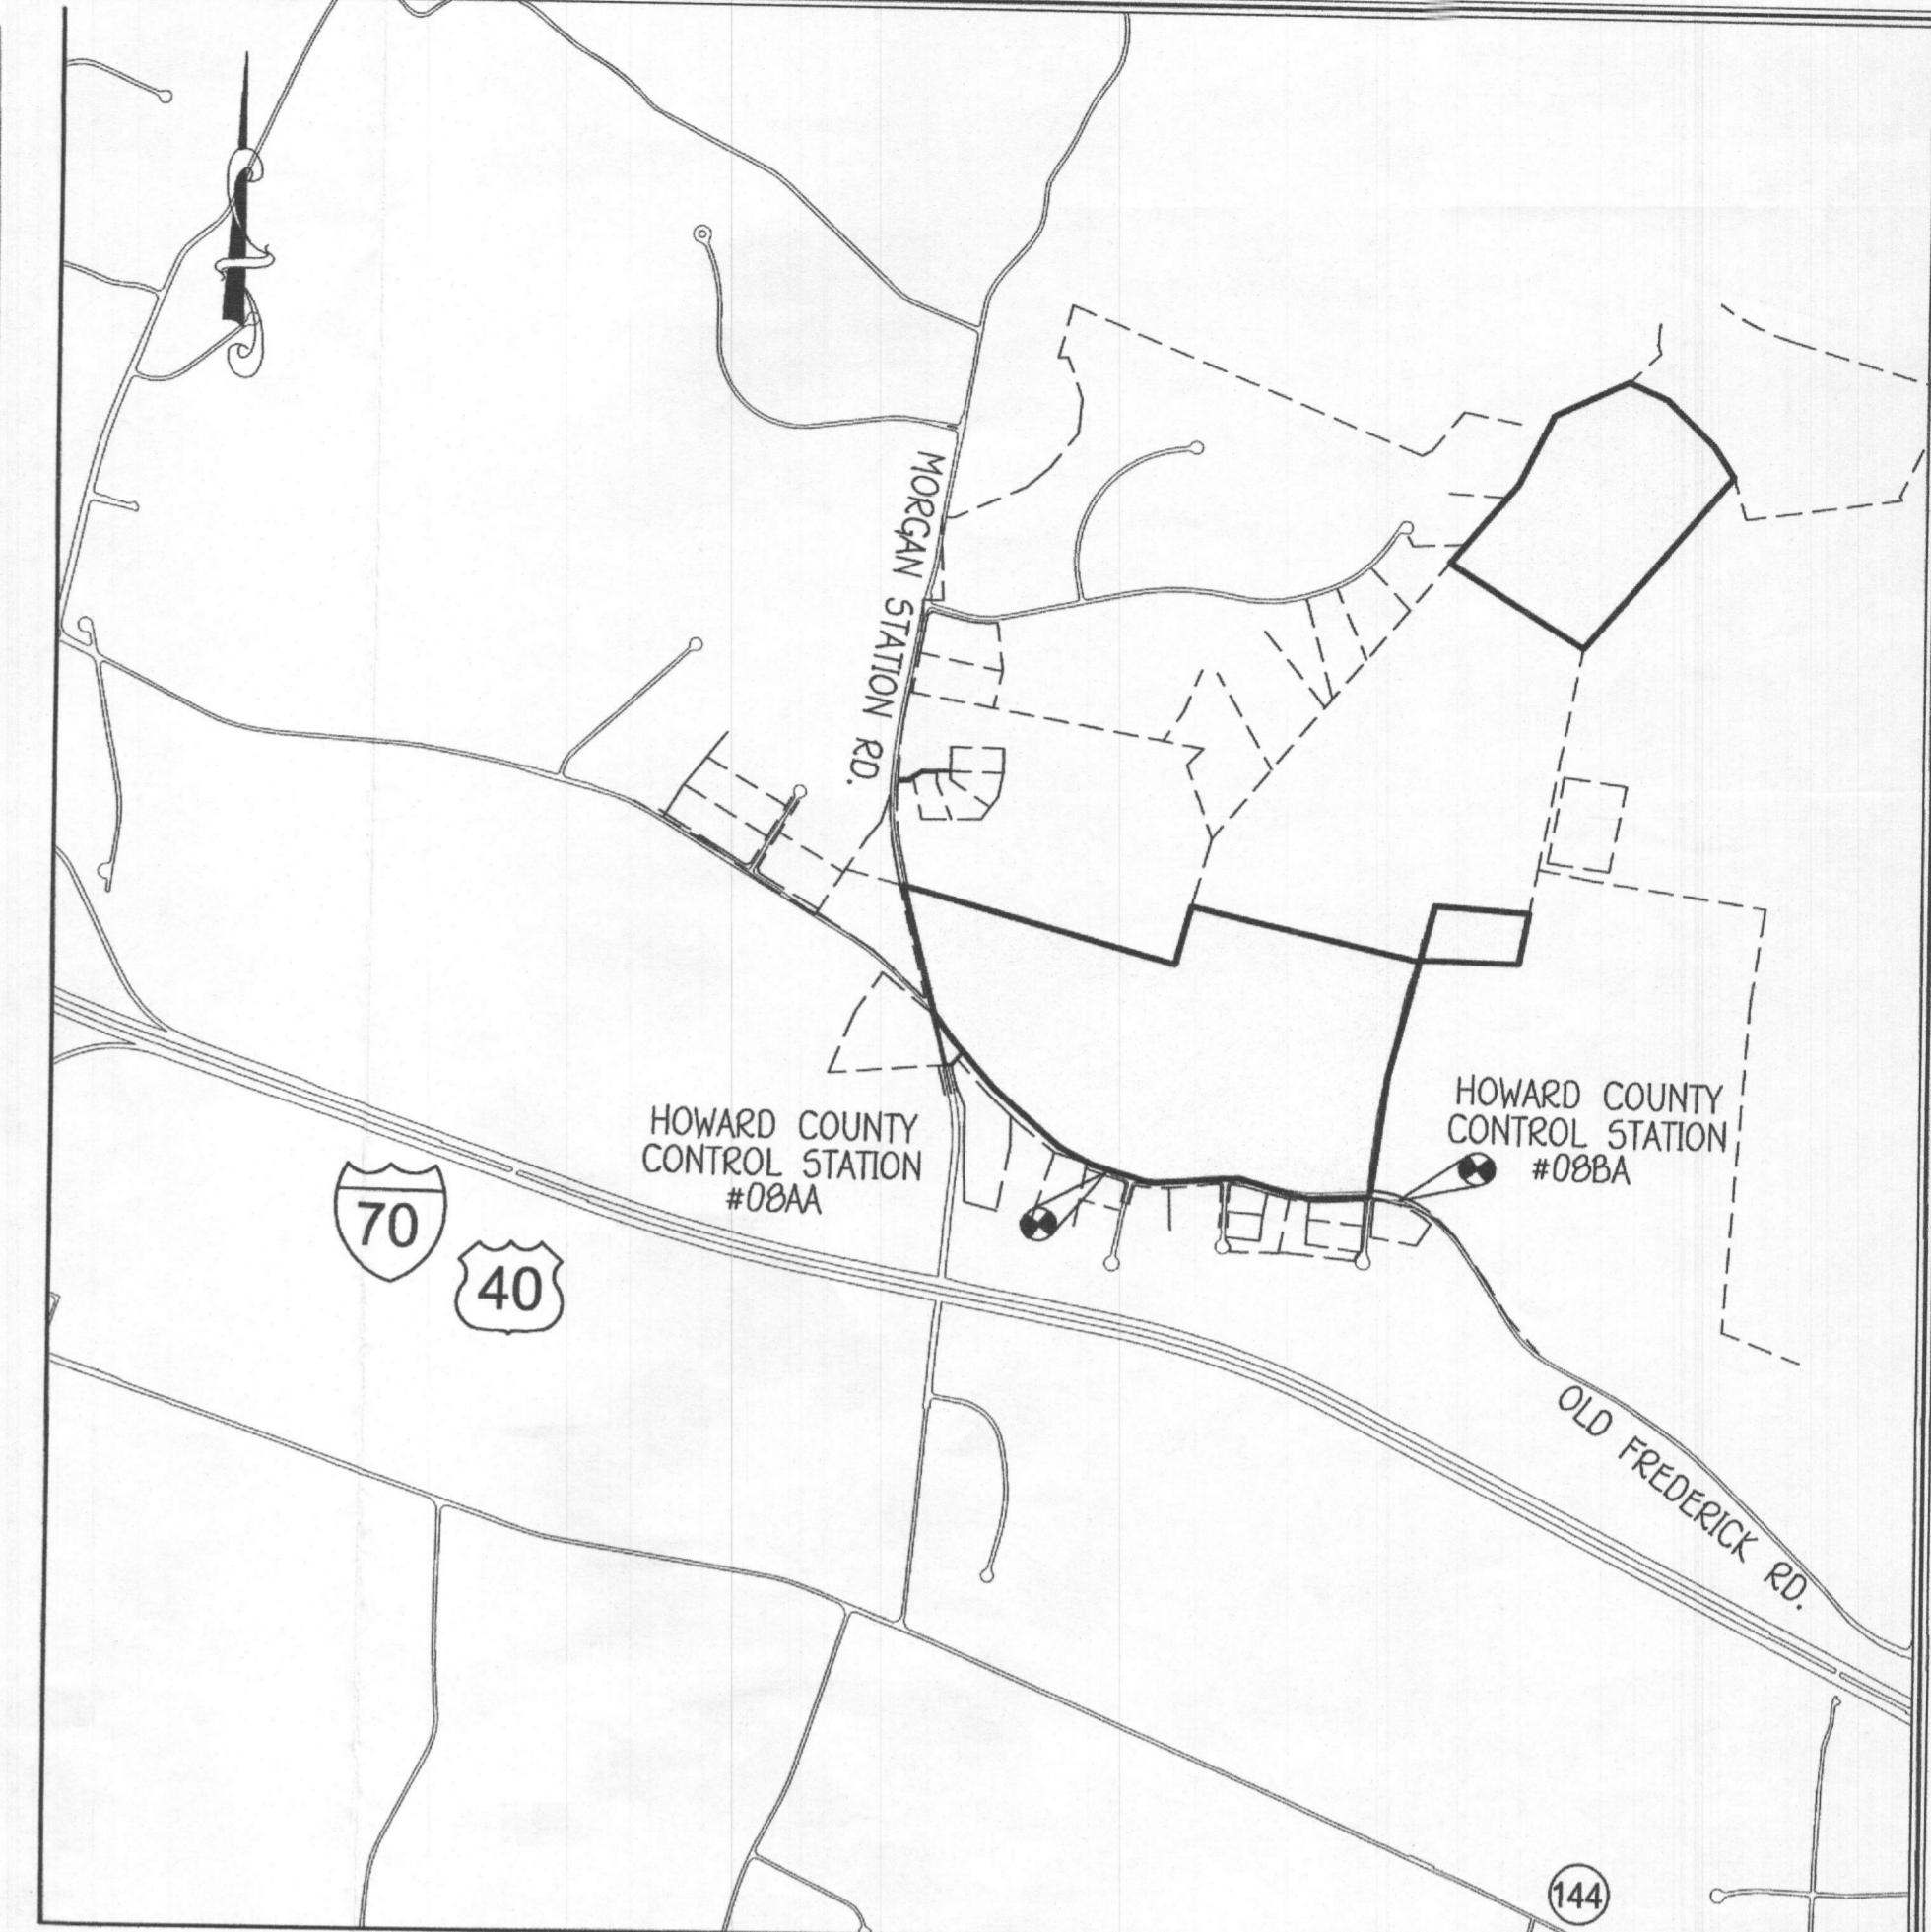 MORGAN STATION RD.
HOWARD COUNTY
CONTROL STATION
#08AA
HOWARD COUNTY
CONTROL STATION
#08BA
70
40
OLD FREDERICK RD.
144